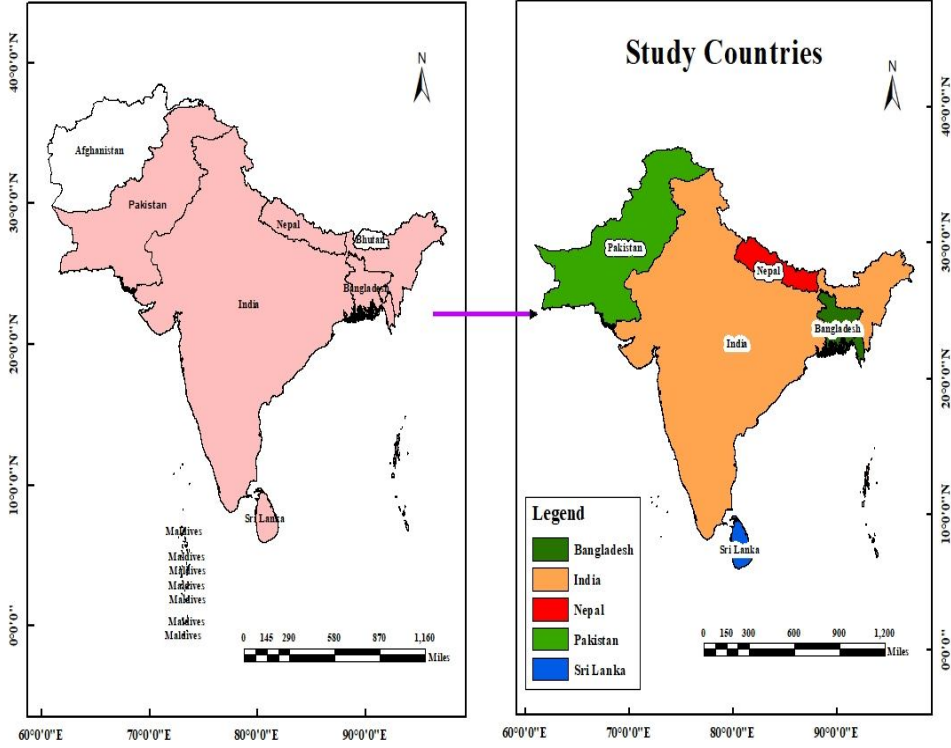 N
Afghanistan
Pakistan
Nepal
Bhutan
Bangladesh
India
Sri Lanka
Maldives
Maldives
Maldives
Maldives
Maldives
Maldives
Maldives
0 145 290 580 870 1,160
Miles
40°0'0"N
30°0'0"N
20°0'0"N
10°0'0"N
0°0'0"
60°0'0"E 70°0'0"E 80°0'0"E 90°0'0"E
Study Countries
N
Pakistan
Nepal
Bangladesh
India
Sri Lanka
Legend
Bangladesh
India
Nepal
Pakistan
Sri Lanka
0 150 300 600 900 1,200
Miles
40°0'0"N
30°0'0"N
20°0'0"N
10°0'0"N
0°0'0"N
60°0'0"E 70°0'0"E 80°0'0"E 90°0'0"E